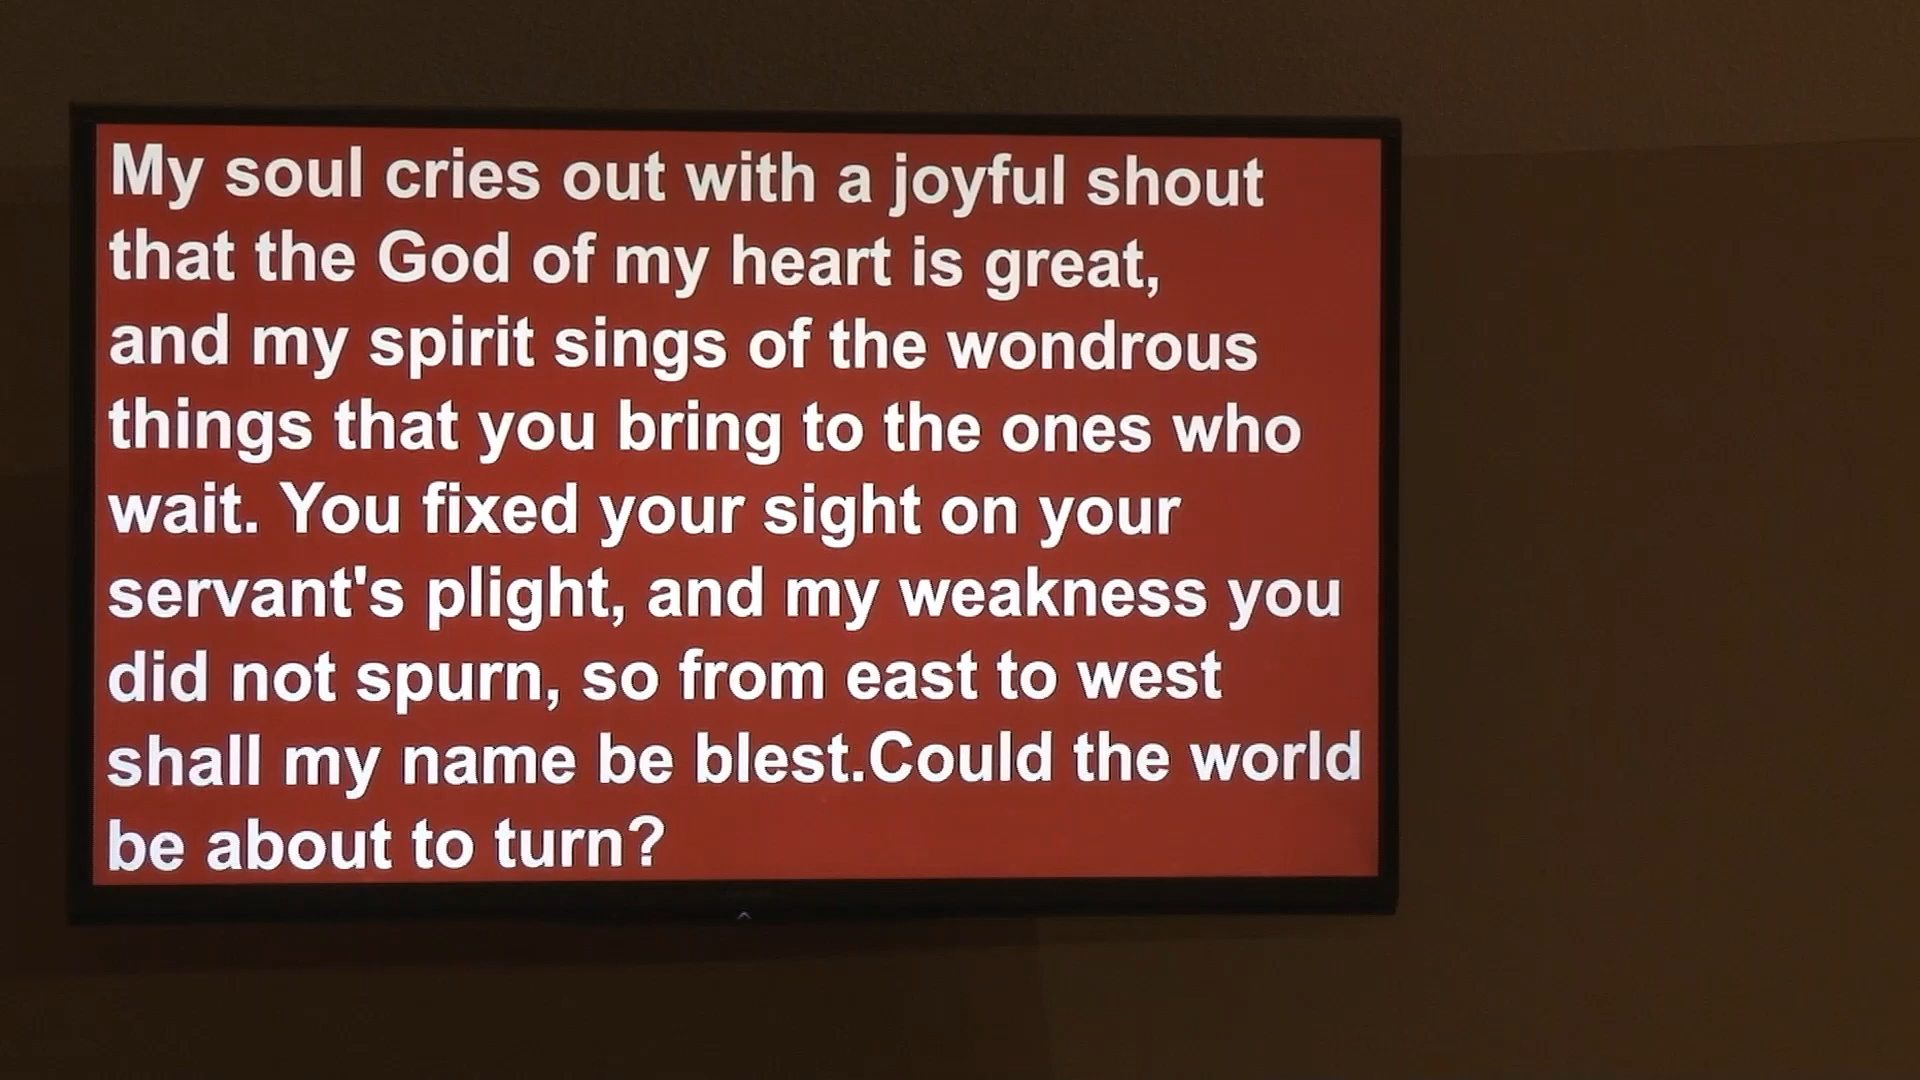 My soul cries out with a joyful shout
that the God of my heart is great,
and my spirit sings of the wondrous
things that you bring to the ones who
wait. You fixed your sight on your
servant's plight, and my weakness you
did not spurn, so from east to west
shall my name be blest.Could the world
be about to turn?